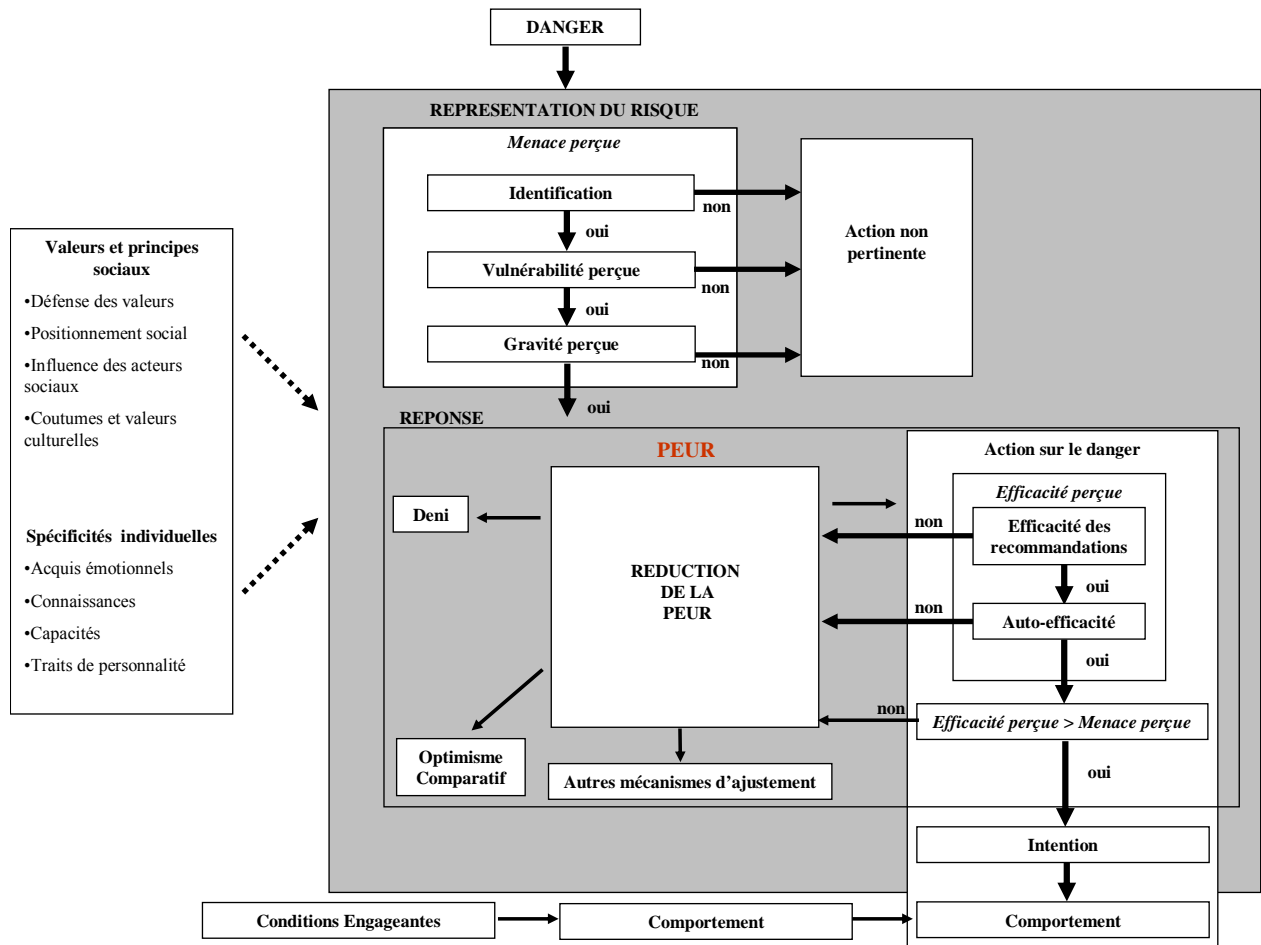 DANGER
REPRESENTATION DU RISQUE
Menace perçue
Identification
non
oui
Vulnérabilité perçue
non
oui
Gravité perçue
non
oui
Action non
pertinente
Valeurs et principes
sociaux
•Défense des valeurs
•Positionnement social
•Influence des acteurs
sociaux
•Coutumes et valeurs
culturelles
Spécificités individuelles
•Acquis émotionnels
•Connaissances
•Capacités
•Traits de personnalité
REPONSE
PEUR
Deni
REDUCTION
DE LA
PEUR
Optimisme
Comparatif
Autres mécanismes d'ajustement
Action sur le danger
Efficacité perçue
non
Efficacité des
recommandations
oui
non
Auto-efficacité
oui
non
Efficacité perçue > Menace perçue
oui
Intention
Conditions Engageantes
Comportement
Comportement